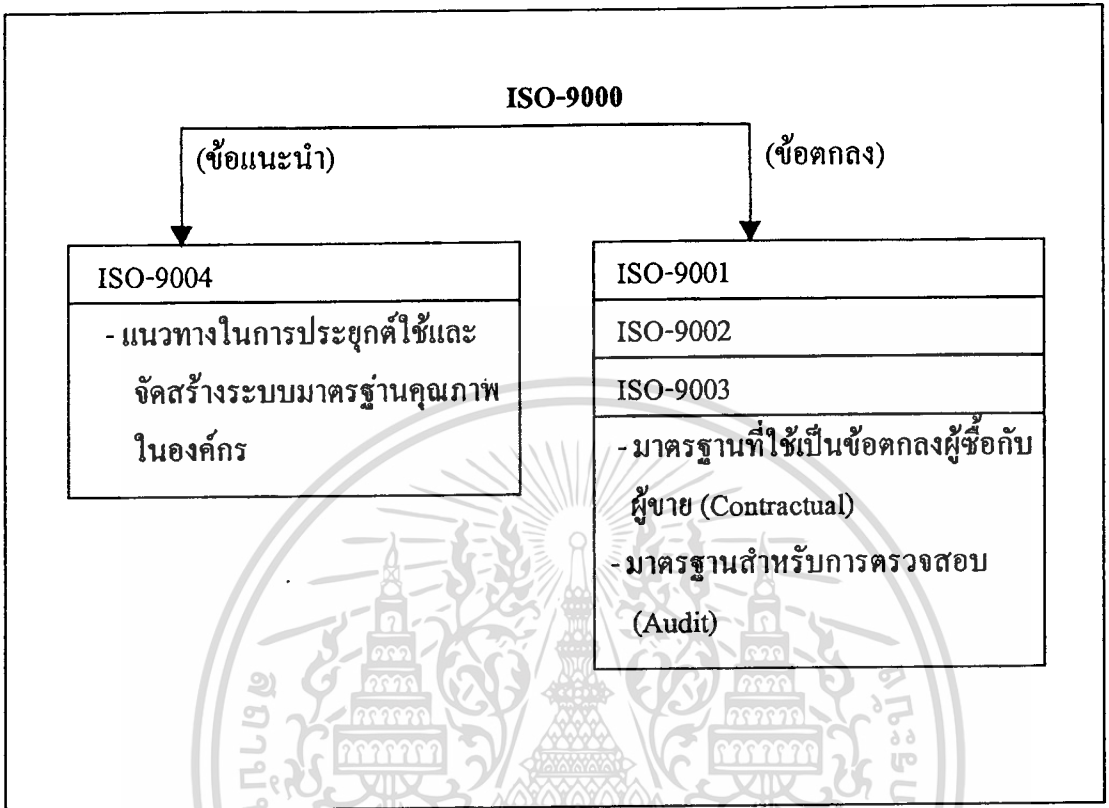 ISO-9000
(ข้อแนะนำ)
(ข้อตกลง)
ISO-9004
- แนวทางในการประยุกต์ใช้และ
จัดสร้างระบบมาตรฐานคุณภาพ
ในองค์กร
ISO-9001
ISO-9002
ISO-9003
- มาตรฐานที่ใช้เป็นข้อตกลงผู้ซื้อกับ
ผู้ขาย (Contractual)
- มาตรฐานสำหรับการตรวจสอบ
(Audit)